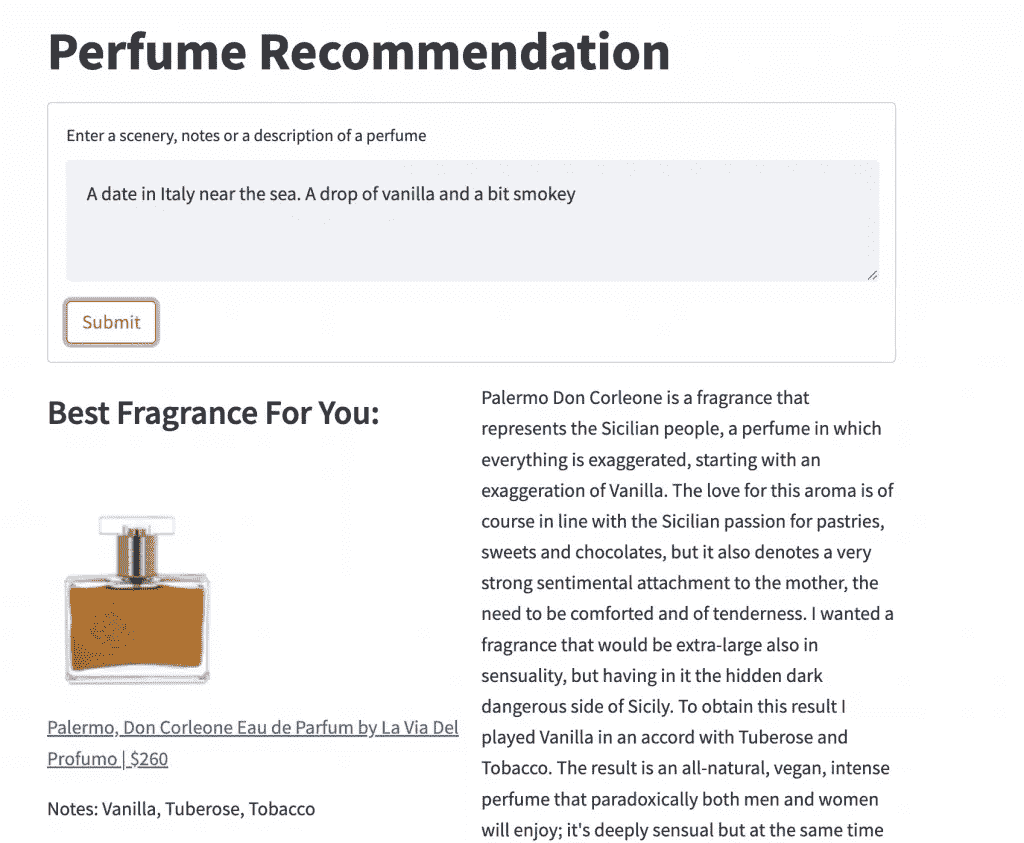 Perfume Recommendation
Enter a scenery, notes or a description of a perfume
A date in Italy near the sea. A drop of vanilla and a bit smokey
Submit
Best Fragrance For You:
Palermo, Don Corleone Eau de Parfum by La Via Del
Profumo | $260
Notes: Vanilla, Tuberose, Tobacco
Palermo Don Corleone is a fragrance that
represents the Sicilian people, a perfume in which
everything is exaggerated, starting with an
exaggeration of Vanilla. The love for this aroma is of
course in line with the Sicilian passion for pastries,
sweets and chocolates, but it also denotes a very
strong sentimental attachment to the mother, the
need to be comforted and of tenderness. I wanted a
fragrance that would be extra-large also in
sensuality, but having in it the hidden dark
dangerous side of Sicily. To obtain this result I
played Vanilla in an accord with Tuberose and
Tobacco. The result is an all-natural, vegan, intense
perfume that paradoxically both men and women
will enjoy; it's deeply sensual but at the same time